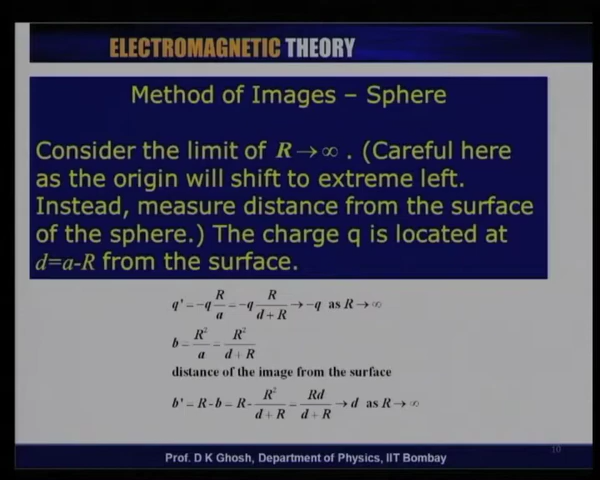 ELECTROMAGNETIC THEORY
Method of Images – Sphere
Consider the limit of R→∞ . (Careful here
as the origin will shift to extreme left.
Instead, measure distance from the surface
of the sphere.) The charge q is located at
d=a-R from the surface.
q' = -q R/a = -q R/(d+R) → -q as R→∞
b = R²/a = R²/(d+R)
distance of the image from the surface
b' = R-b = R- R²/(d+R) = Rd/(d+R) → d as R→∞
10
Prof. D K Ghosh, Department of Physics, IIT Bombay